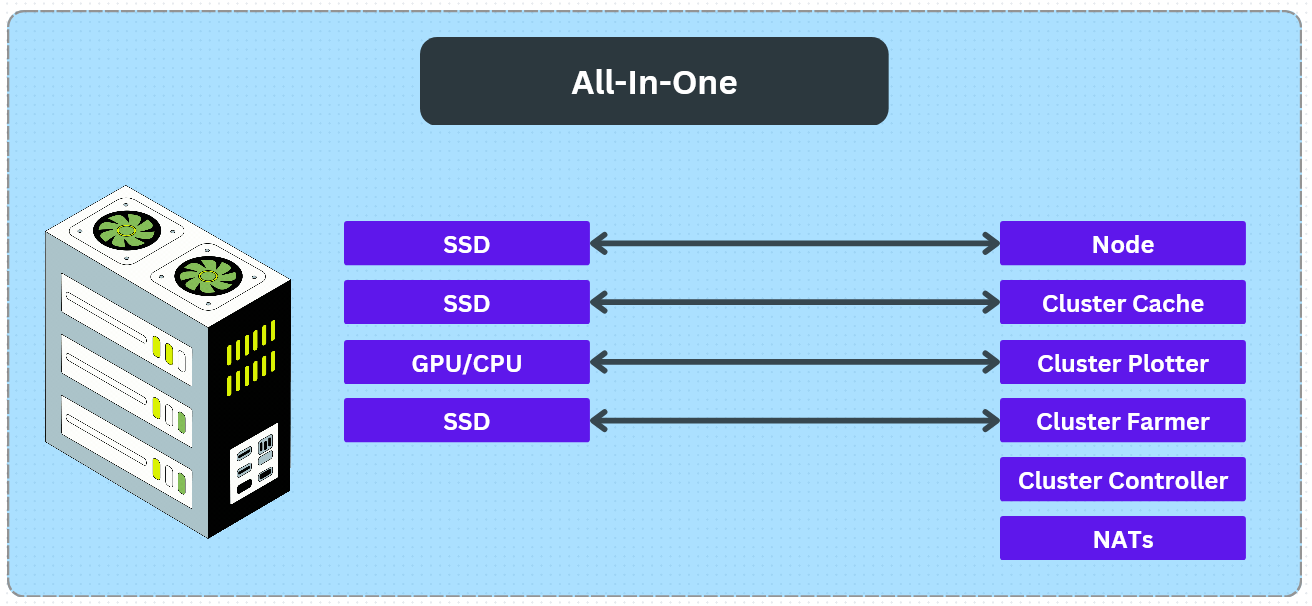 All-In-One
SSD
Node
SSD
Cluster Cache
GPU/CPU
Cluster Plotter
SSD
Cluster Farmer
Cluster Controller
NATs